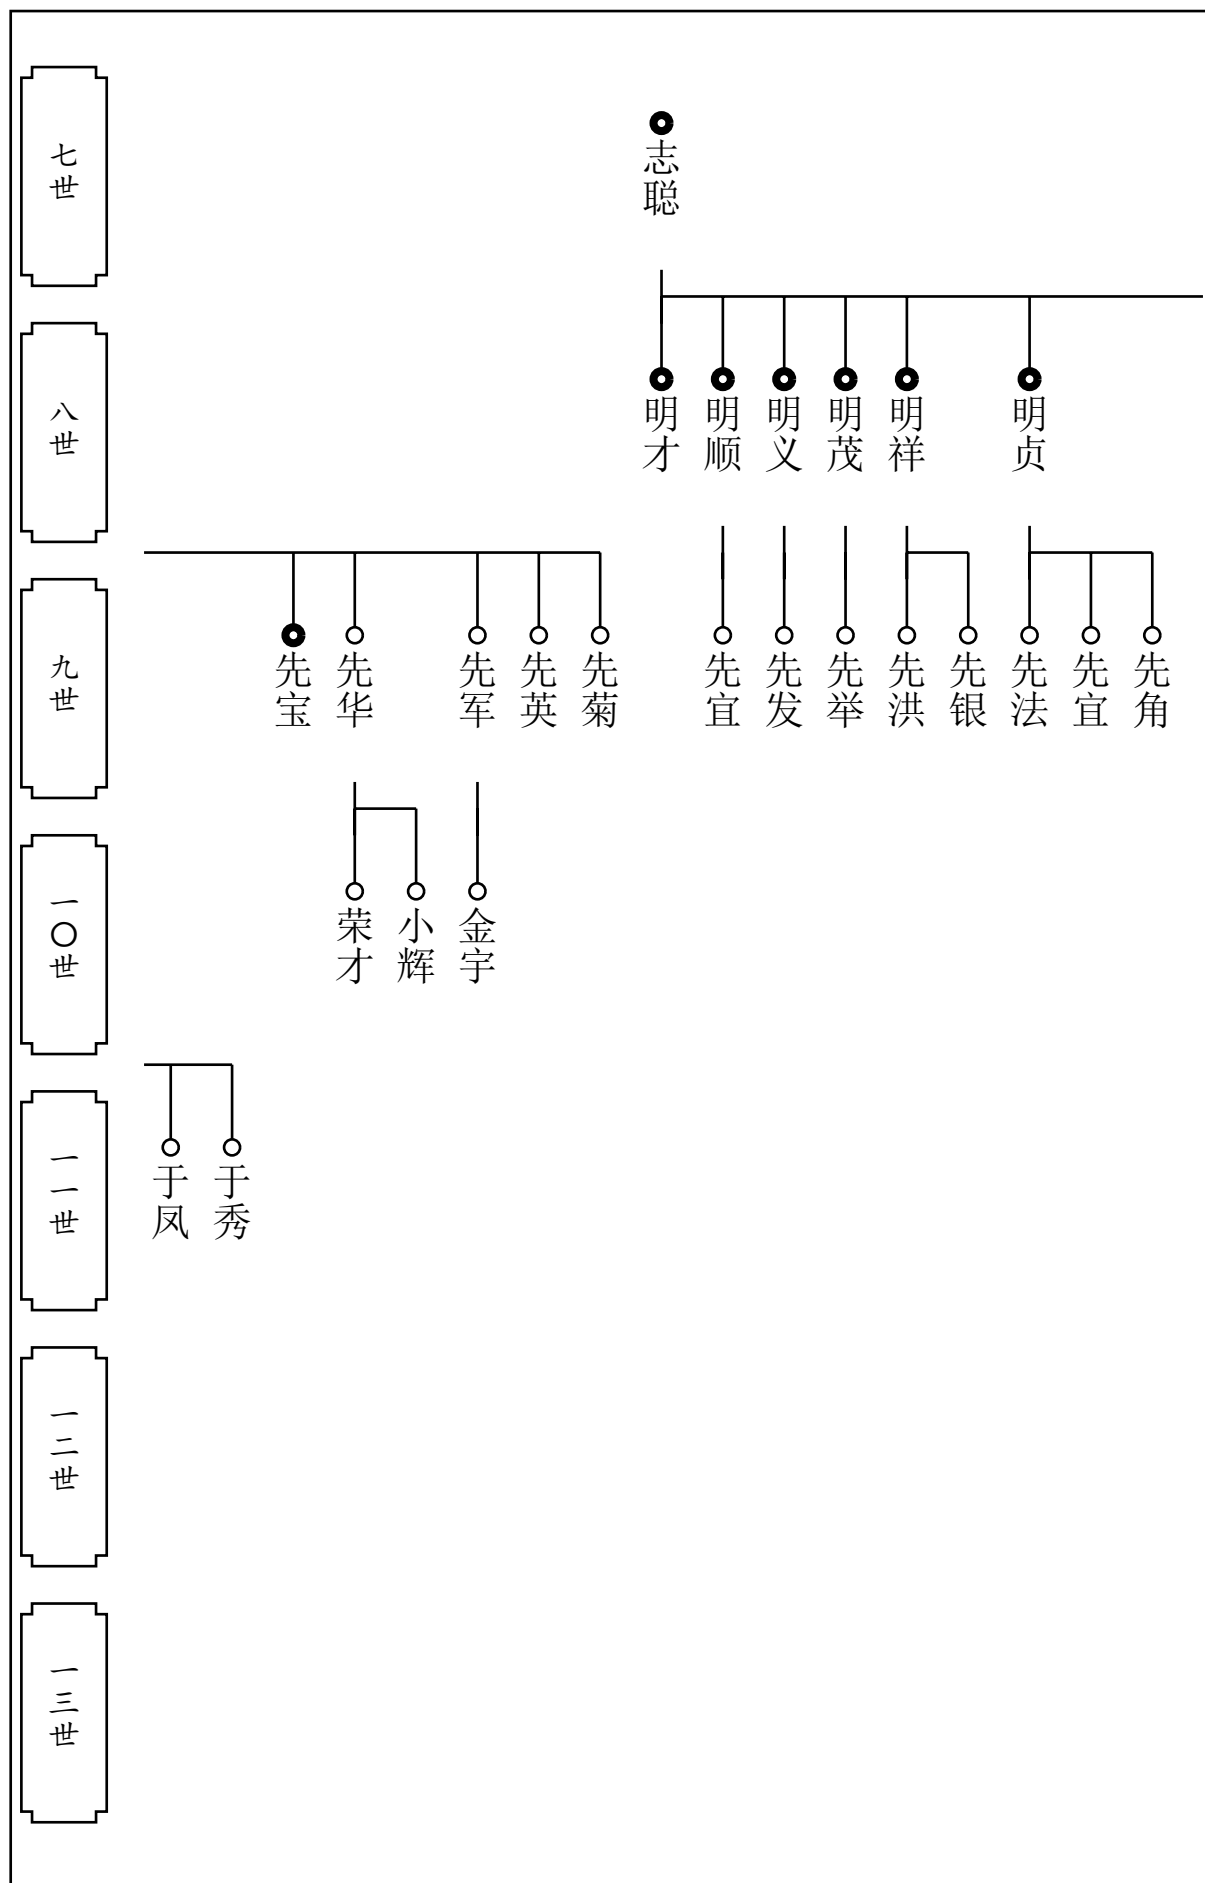 七世
志聪
八世
明才
明顺
明义
明茂
明祥
明贞
九世
先宝
先华
先军
先英
先菊
先宜
先发
先举
先洪
先银
先法
先宜
先角
一〇世
荣才
小辉
金宇
一一世
于凤
于秀
一二世
一三世